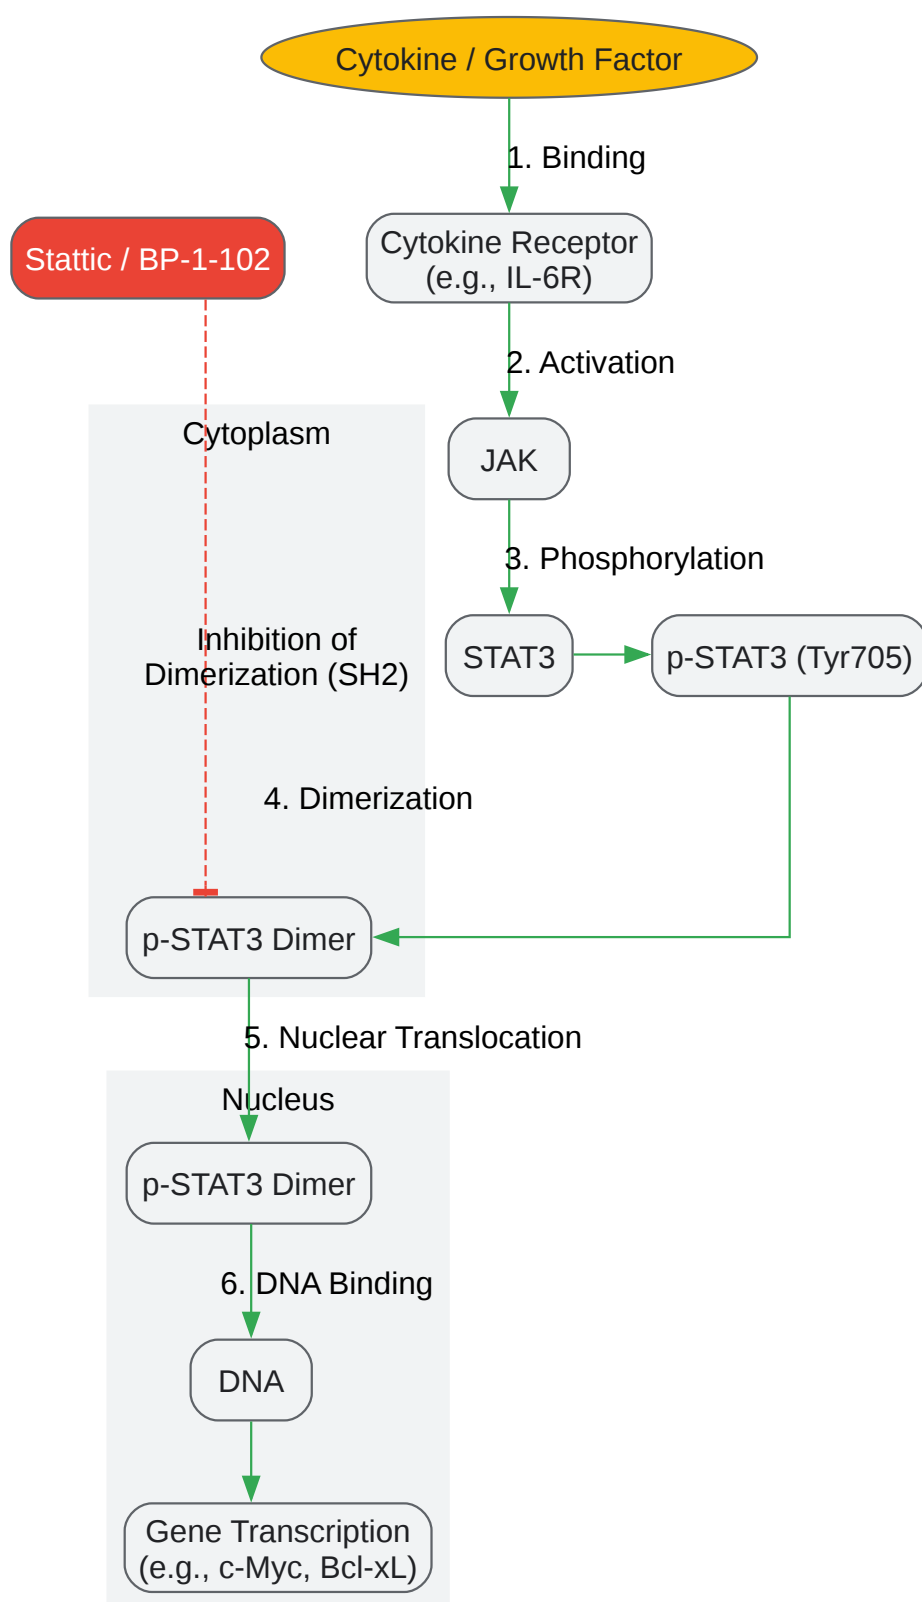 Cytokine / Growth Factor
1. Binding
Stattic / BP-1-102
Cytokine Receptor
(e.g., IL-6R)
2. Activation
Cytoplasm
JAK
3. Phosphorylation
Inhibition of
Dimerization (SH2)
STAT3
p-STAT3 (Tyr705)
4. Dimerization
p-STAT3 Dimer
5. Nuclear Translocation
Nucleus
p-STAT3 Dimer
6. DNA Binding
DNA
Gene Transcription
(e.g., c-Myc, Bcl-xL)